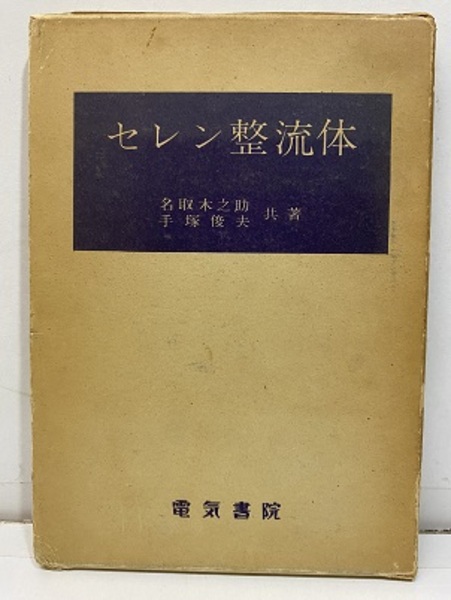 セレン整流体
名取木之助
手塚俊夫
共著
電気書院